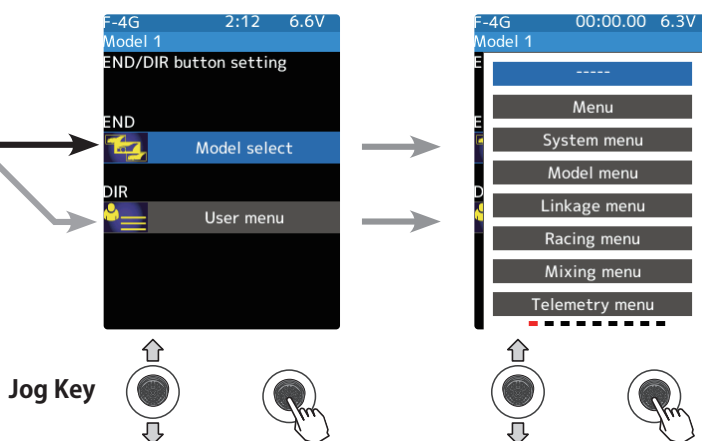 F-4G 2:12 6.6V
Model 1
END/DIR button setting
END
Model select
DIR
User menu
F-4G 00:00.00 6.3V
Model 1
E
-----
Menu
E
System menu
Model menu
D
Linkage menu
Racing menu
Mixing menu
Telemetry menu
Jog Key